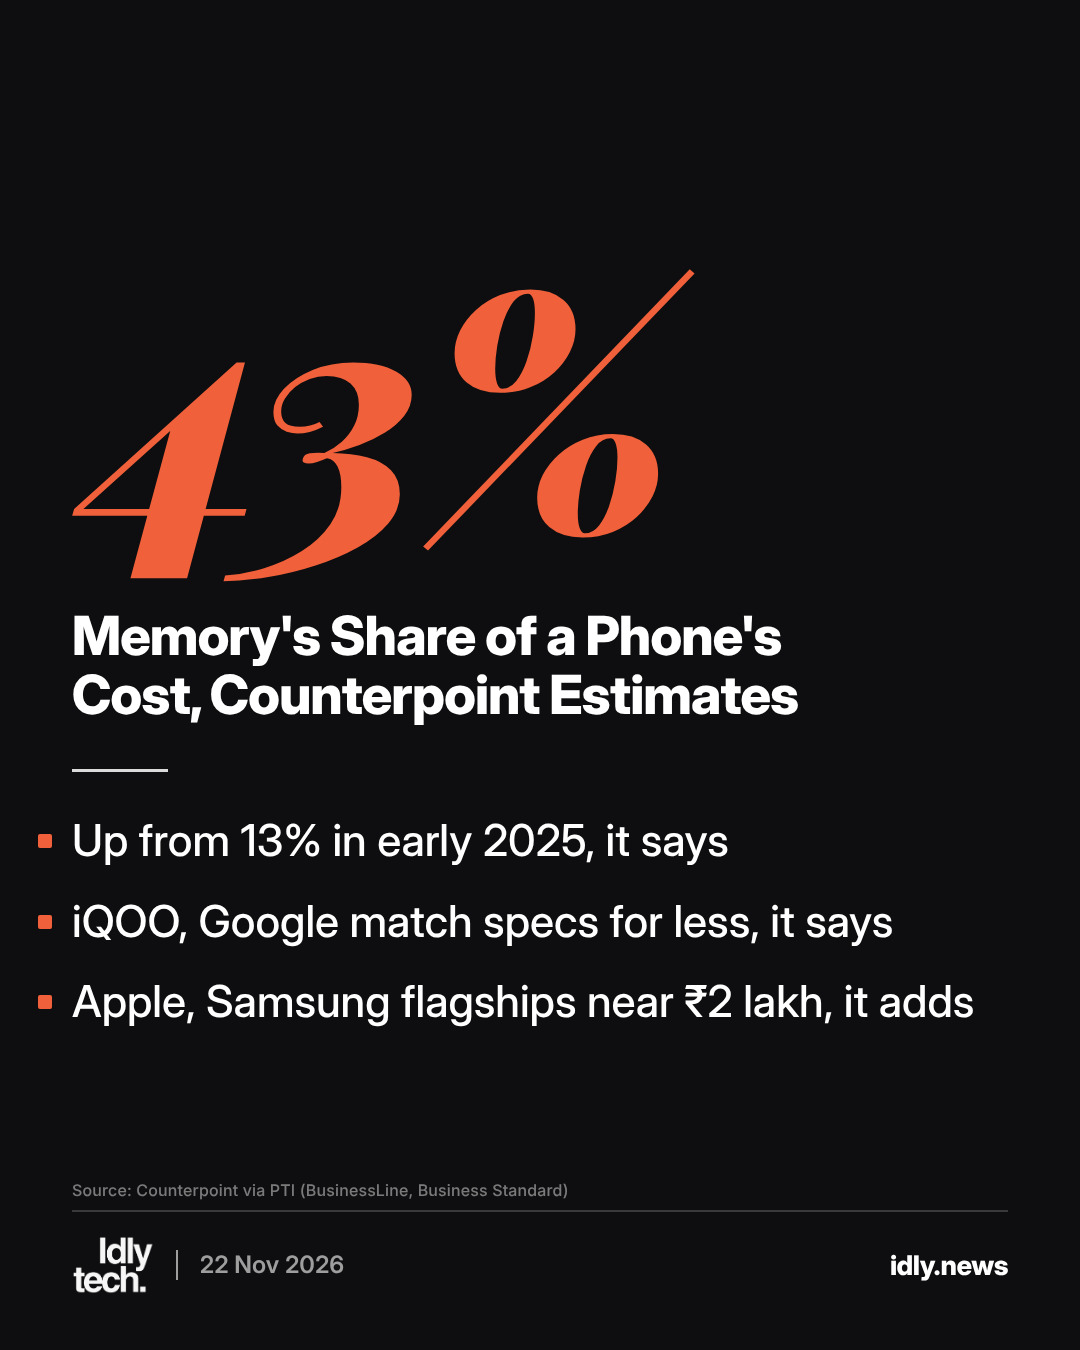 43%
Memory's Share of a Phone's
Cost, Counterpoint Estimates
Up from 13% in early 2025, it says
iQOO, Google match specs for less, it says
Apple, Samsung flagships near ₹2 lakh, it adds
Source: Counterpoint via PTI (BusinessLine, Business Standard)
Idly
tech.
22 Nov 2026
idly.news